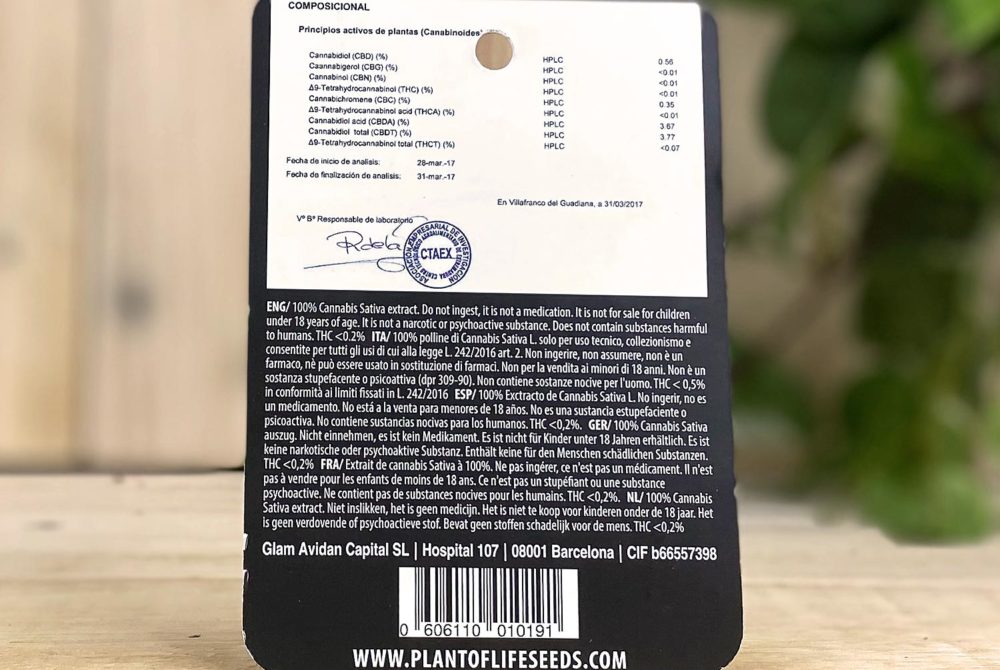 COMPOSICIONAL
Principios activos de plantas (Canabinoides)
Cannabidiol (CBD) (%) HPLC 0.56
Caannabigerol (CBG) (%) HPLC <0.01
Cannabinol (CBN) (%) HPLC <0.01
Δ9-Tetrahydrocannabinol (THC) (%) HPLC <0.01
Cannabichromene (CBC) (%) HPLC 0.35
Δ9-Tetrahydrocannabinol acid (THCA) (%) HPLC <0.01
Cannabidiol acid (CBDA) (%) HPLC 3.67
Cannabidiol total (CBDT) (%) HPLC 3.77
Δ9-Tetrahydrocannabinol total (THCT) (%) HPLC <0.07
Fecha de inicio de analisis: 28-mar.-17
Fecha de finalización de analisis: 31-mar.-17
En Villafranco del Guadiana, a 31/03/2017
Vº Bº Responsable de laboratorio
ASOCIACION EMPRESARIAL DE INVESTIGACION
CENTRO TECNOLOGICO AGROALIMENTARIO DE EXTREMADURA
CTAEX
ENG/ 100% Cannabis Sativa extract. Do not ingest, it is not a medication. It is not for sale for children
under 18 years of age. It is not a narcotic or psychoactive substance. Does not contain substances harmful
to humans. THC <0.2% ITA/ 100% polline di Cannabis Sativa L. solo per uso tecnico, collezionismo e
consentite per tutti gli usi di cui alla legge L. 242/2016 art. 2. Non ingerire, non assumere, non è un
farmaco, nè può essere usato in sostituzione di farmaci. Non per la vendita ai minori di 18 anni. Non è un
sostanza stupefacente o psicoattiva (dpr 309-90). Non contiene sostanze nocive per l'uomo. THC < 0,5%
in conformità ai limiti fissati in L. 242/2016 ESP/ 100% Exctracto de Cannabis Sativa L. No ingerir, no es
un medicamento. No está a la venta para menores de 18 años. No es una sustancia estupefaciente o
psicoactiva. No contiene sustancias nocivas para los humanos. THC <0,2%. GER/ 100% Cannabis Sativa
auszug. Nicht einnehmen, es ist kein Medikament. Es ist nicht für Kinder unter 18 Jahren erhältlich. Es ist
keine narkotische oder psychoaktive Substanz. Enthält keine für den Menschen schädlichen Substanzen.
THC <0,2% FRA/ Extrait de cannabis Sativa à 100%. Ne pas ingérer, ce n'est pas un médicament. Il n'est
pas à vendre pour les enfants de moins de 18 ans. Ce n'est pas un stupéfiant ou une substance
psychoactive. Ne contient pas de substances nocives pour les humains. THC <0,2%. NL/ 100% Cannabis
Sativa extract. Niet inslikken, het is geen medicijn. Het is niet te koop voor kinderen onder de 18 jaar. Het
is geen verdovende of psychoactieve stof. Bevat geen stoffen schadelijk voor de mens. THC <0,2%
Glam Avidan Capital SL | Hospital 107 | 08001 Barcelona | CIF b66557398
0 606110 010191
WWW.PLANTOFLIFESEEDS.COM